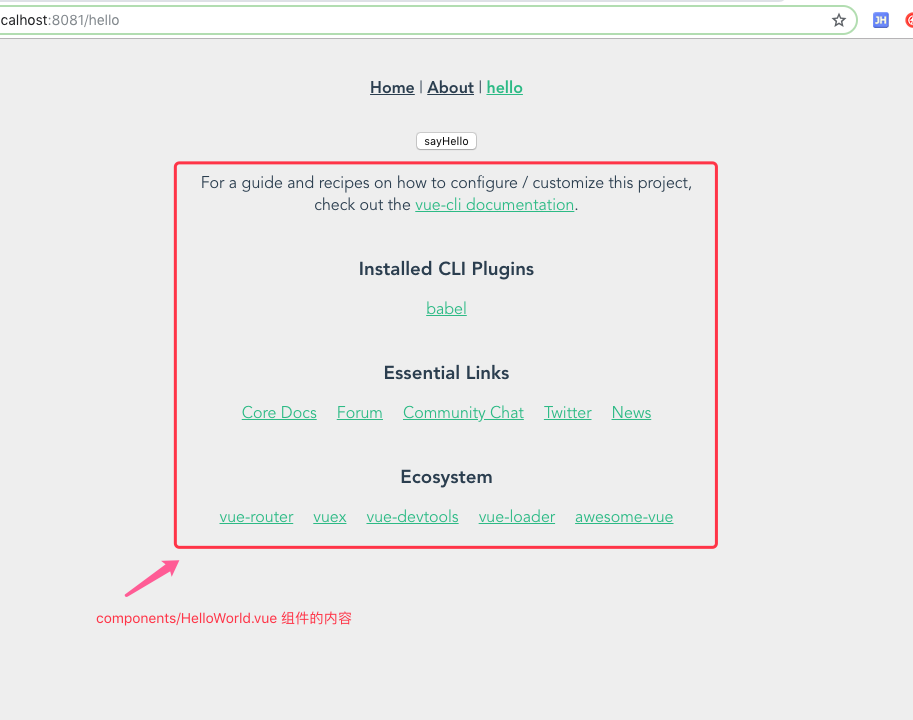 calhost:8081/hello
JH
Home | About | hello
sayHello
For a guide and recipes on how to configure / customize this project,
check out the vue-cli documentation.
Installed CLI Plugins
babel
Essential Links
Core Docs Forum Community Chat Twitter News
Ecosystem
vue-router vuex vue-devtools vue-loader awesome-vue
components/HelloWorld.vue 组件的内容